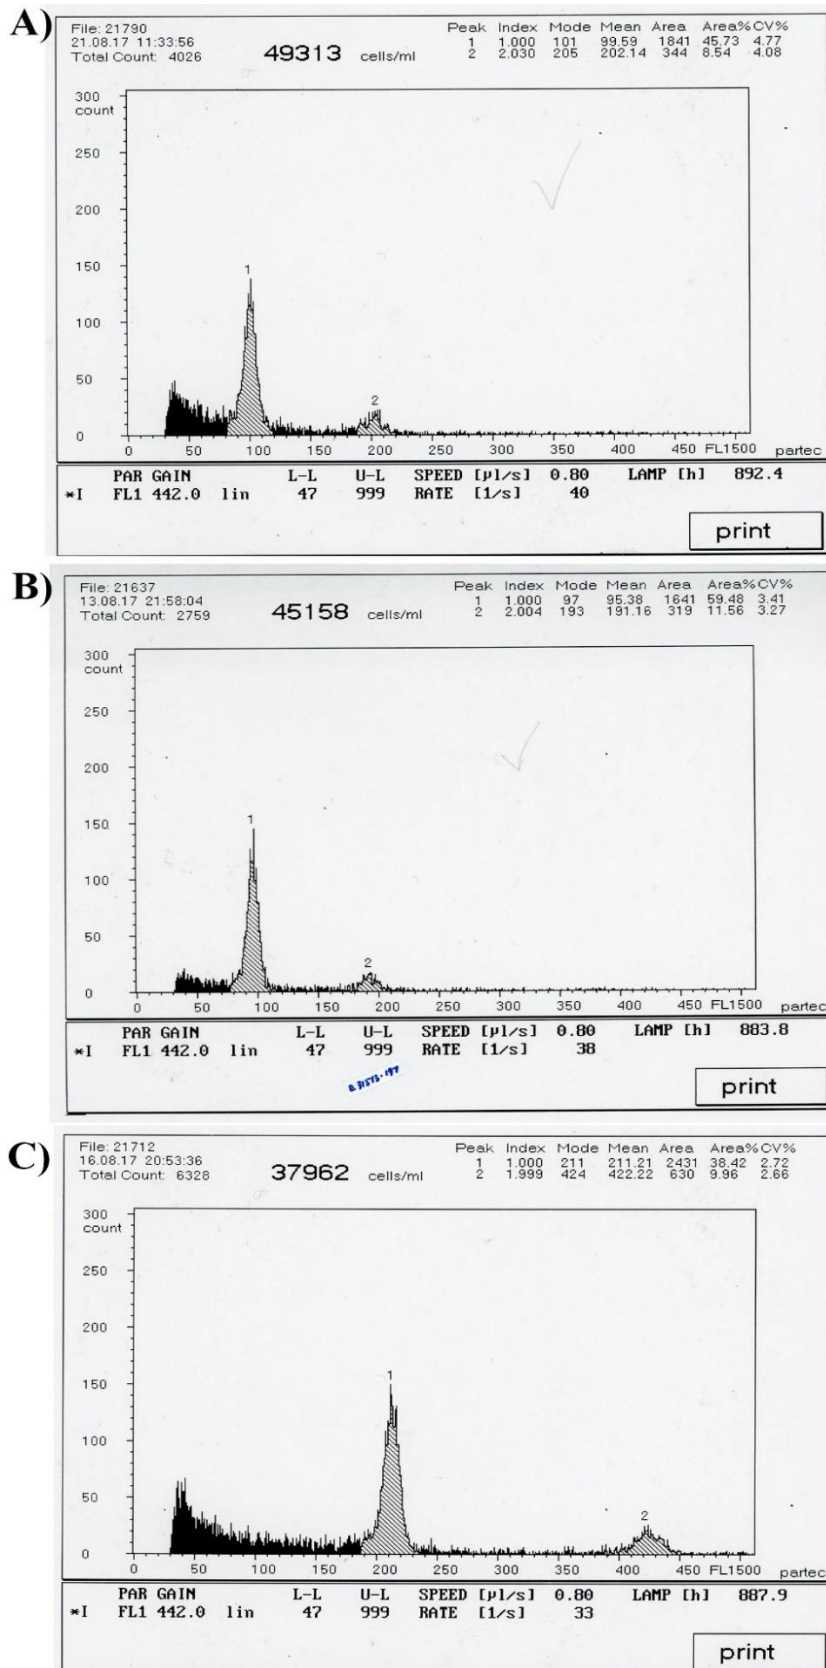 A)
File: 21790
21.08.17 11:33:56
Total Count: 4026
49313 cells/ml
Peak Index Mode Mean Area Area% CV%
1 1.000 101 99.59 1841 45.73 4.77
2 2.030 205 202.14 344 8.54 4.08
300
count
250
200
150
1
100
50
2
0
0 50 100 150 200 250 300 350 400 450 FL1500 partec
PAR GAIN L-L U-L SPEED [µl/s] 0.80 LAMP [h] 892.4
*I FL1 442.0 lin 47 999 RATE [1/s] 40
print
B)
File: 21637
13.08.17 21:58:04
Total Count: 2759
45158 cells/ml
Peak Index Mode Mean Area Area% CV%
1 1.000 97 95.38 1641 59.48 3.41
2 2.004 193 191.16 319 11.56 3.27
300
count
250
200
150
1
100
50
2
0
0 50 100 150 200 250 300 350 400 450 FL1500 partec
PAR GAIN L-L U-L SPEED [µl/s] 0.80 LAMP [h] 883.8
*I FL1 442.0 lin 47 999 RATE [1/s] 38
print
C)
File: 21712
16.08.17 20:53:36
Total Count: 6328
37962 cells/ml
Peak Index Mode Mean Area Area% CV%
1 1.000 211 211.21 2431 38.42 2.72
2 1.999 424 422.22 630 9.96 2.66
300
count
250
200
150
1
100
50
2
0
0 50 100 150 200 250 300 350 400 450 FL1500 partec
PAR GAIN L-L U-L SPEED [µl/s] 0.80 LAMP [h] 887.9
*I FL1 442.0 lin 47 999 RATE [1/s] 33
print